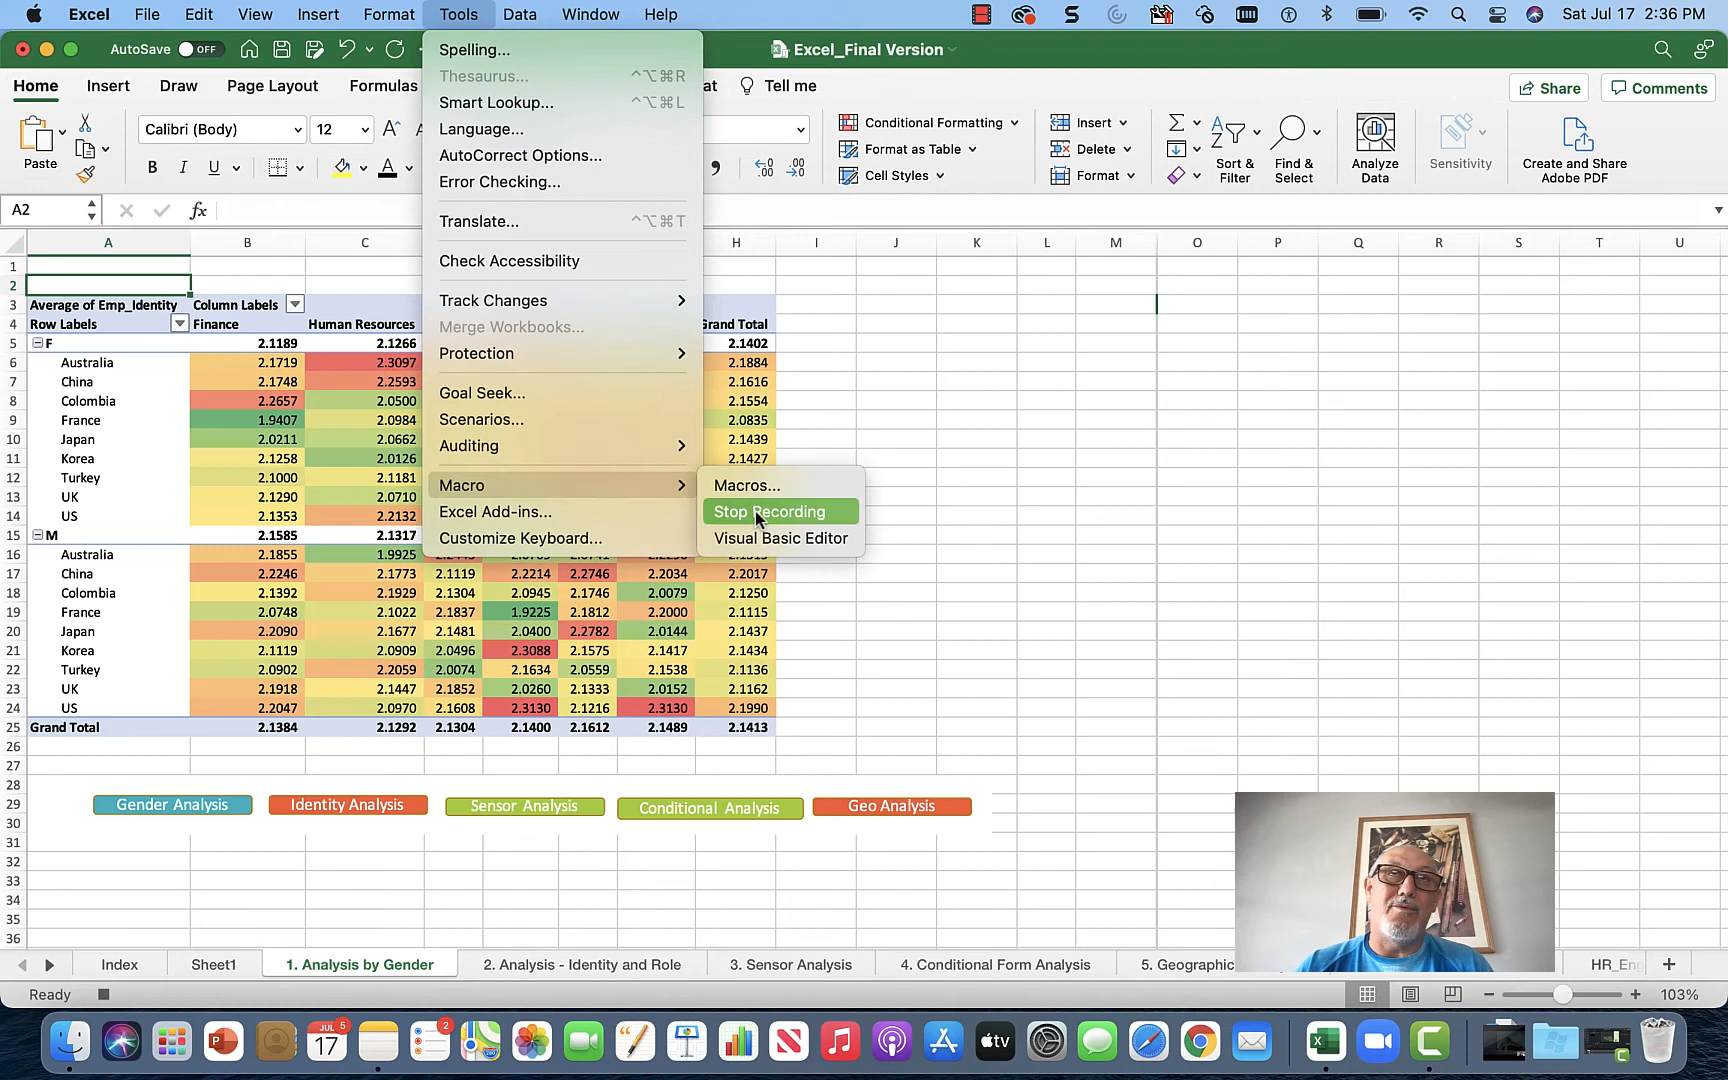 Excel File Edit View Insert Format Tools Data Window Help Sat Jul 17 2:36 PM
AutoSave OFF Excel_Final Version
Home Insert Draw Page Layout Formulas at Tell me Share Comments
Paste Calibri (Body) 12 Conditional Formatting Format as Table Cell Styles Insert Delete Format Sort & Filter Find & Select Analyze Data Sensitivity Create and Share Adobe PDF
Spelling...
Thesaurus... ^⌥⌘R
Smart Lookup... ^⌥⌘L
Language...
AutoCorrect Options...
Error Checking...
Translate... ^⌥⌘T
Check Accessibility
Track Changes
Merge Workbooks...
Protection
Goal Seek...
Scenarios...
Auditing
Macro
Excel Add-ins...
Customize Keyboard...
Macros...
Stop Recording
Visual Basic Editor
A2 fx
A B C H I J K L M O P Q R S T U
1
2
3 Average of Emp_Identity Column Labels
4 Row Labels Finance Human Resources Grand Total
5 F 2.1189 2.1266 2.1402
6 Australia 2.1719 2.3097 2.1884
7 China 2.1748 2.2593 2.1616
8 Colombia 2.2657 2.0500 2.1554
9 France 1.9407 2.0984 2.0835
10 Japan 2.0211 2.0662 2.1439
11 Korea 2.1258 2.0126 2.1427
12 Turkey 2.1000 2.1181
13 UK 2.1290 2.0710
14 US 2.1353 2.2132
15 M 2.1585 2.1317
16 Australia 2.1855 1.9925
17 China 2.2246 2.1773 2.1119 2.2214 2.2746 2.2034 2.2017
18 Colombia 2.1392 2.1929 2.1304 2.0945 2.1746 2.0079 2.1250
19 France 2.0748 2.1022 2.1837 1.9225 2.1812 2.2000 2.1115
20 Japan 2.2090 2.1677 2.1481 2.0400 2.2782 2.0144 2.1437
21 Korea 2.1119 2.0909 2.0496 2.3088 2.1575 2.1417 2.1434
22 Turkey 2.0902 2.2059 2.0074 2.1634 2.0559 2.1538 2.1136
23 UK 2.1918 2.1447 2.1852 2.0260 2.1333 2.0152 2.1162
24 US 2.2047 2.0970 2.1608 2.3130 2.1216 2.3130 2.1990
25 Grand Total 2.1384 2.1292 2.1304 2.1400 2.1612 2.1489 2.1413
26
27
28
29 Gender Analysis Identity Analysis Sensor Analysis Conditional Analysis Geo Analysis
30
31
32
33
34
35
36
Index Sheet1 1. Analysis by Gender 2. Analysis - Identity and Role 3. Sensor Analysis 4. Conditional Form Analysis 5. Geographic HR_En
Ready 103%
JUL 5
17
2
tv